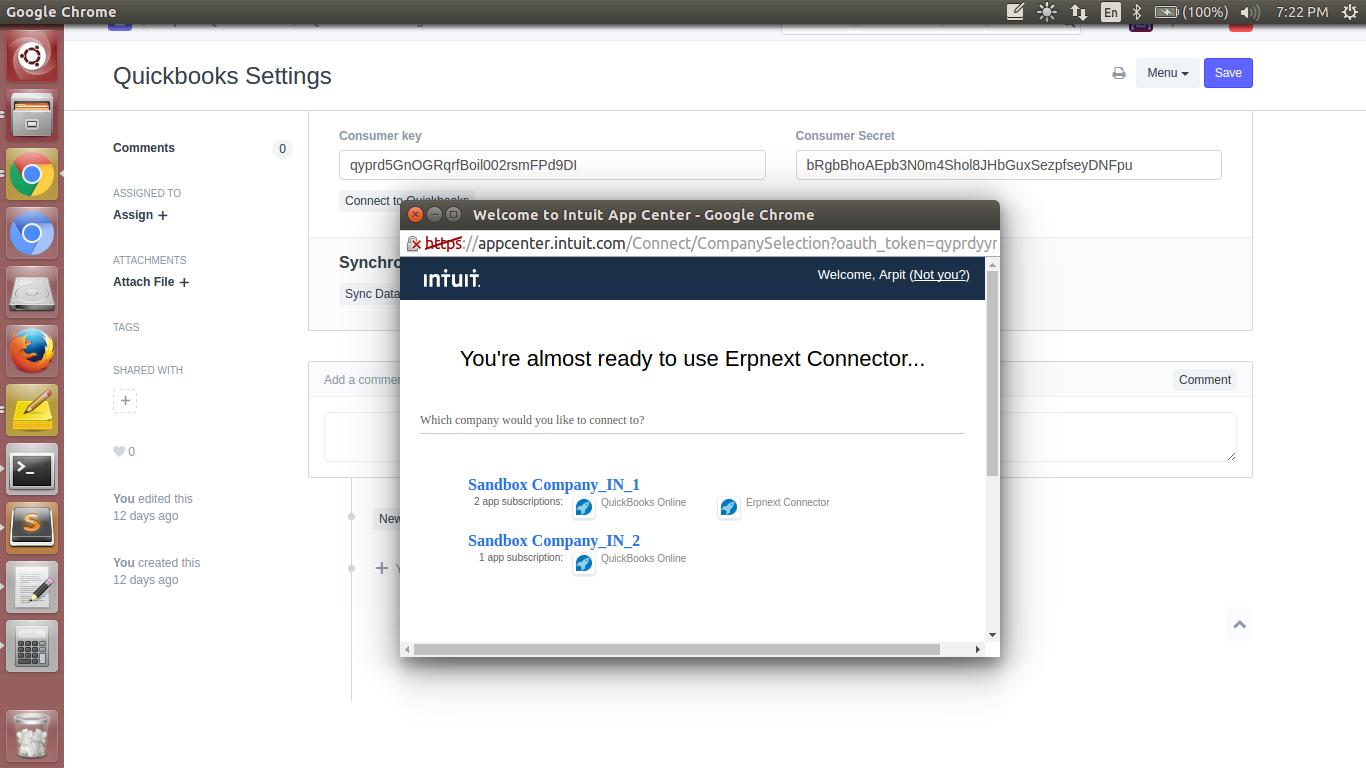 Google Chrome
En
(100%)
7:22 PM
Quickbooks Settings
Menu
Save
Comments
0
ASSIGNED TO
Assign +
ATTACHMENTS
Attach File +
TAGS
SHARED WITH
+
0
You edited this
12 days ago
You created this
12 days ago
Consumer key
Consumer Secret
qyprd5GnOGRqrfBoil002rsmFPd9DI
bRgbBhoAEpb3N0m4Shol8JHbGuxSezpfseyDNFpu
Connect to Quickbooks
Sync Data
Comment
New
+
Welcome to Intuit App Center - Google Chrome
https://appcenter.intuit.com/Connect/CompanySelection?oauth_token=qyprdyyr
intuit.
Welcome, Arpit (Not you?)
You're almost ready to use Erpnext Connector...
Which company would you like to connect to?
Sandbox Company_IN_1
2 app subscriptions: QuickBooks Online Erpnext Connector
Sandbox Company_IN_2
1 app subscription: QuickBooks Online